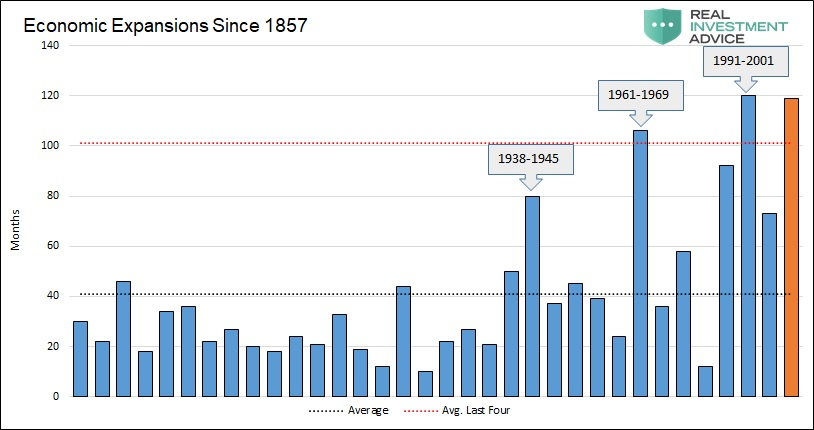 Economic Expansions Since 1857
REAL
INVESTMENT
ADVICE
140
120
100
80
60
40
20
0
Months
1938-1945
1961-1969
1991-2001
Average
Avg. Last Four